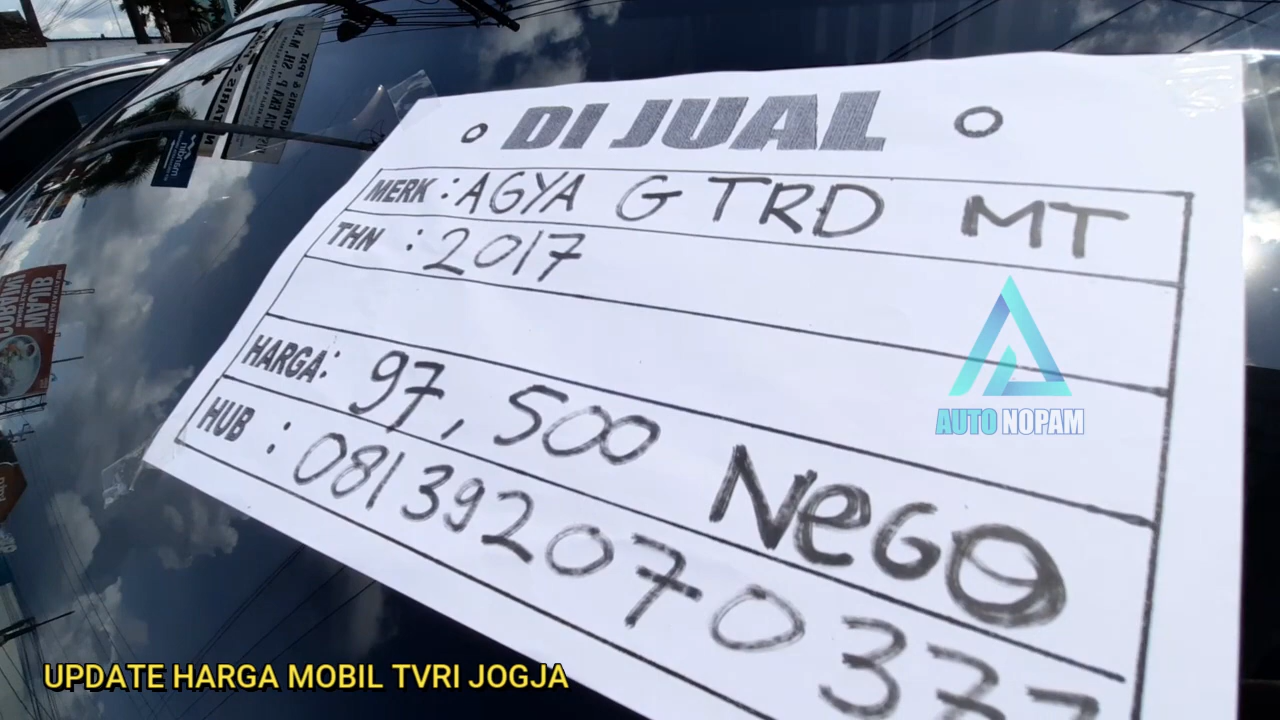 DI JUAL
MERK : AGYA G TRD MT
THN : 2017
HARGA: 97,500 NeGO
HUB : 08139207037
AUTO NOPAM
UPDATE HARGA MOBIL TVRI JOGJA